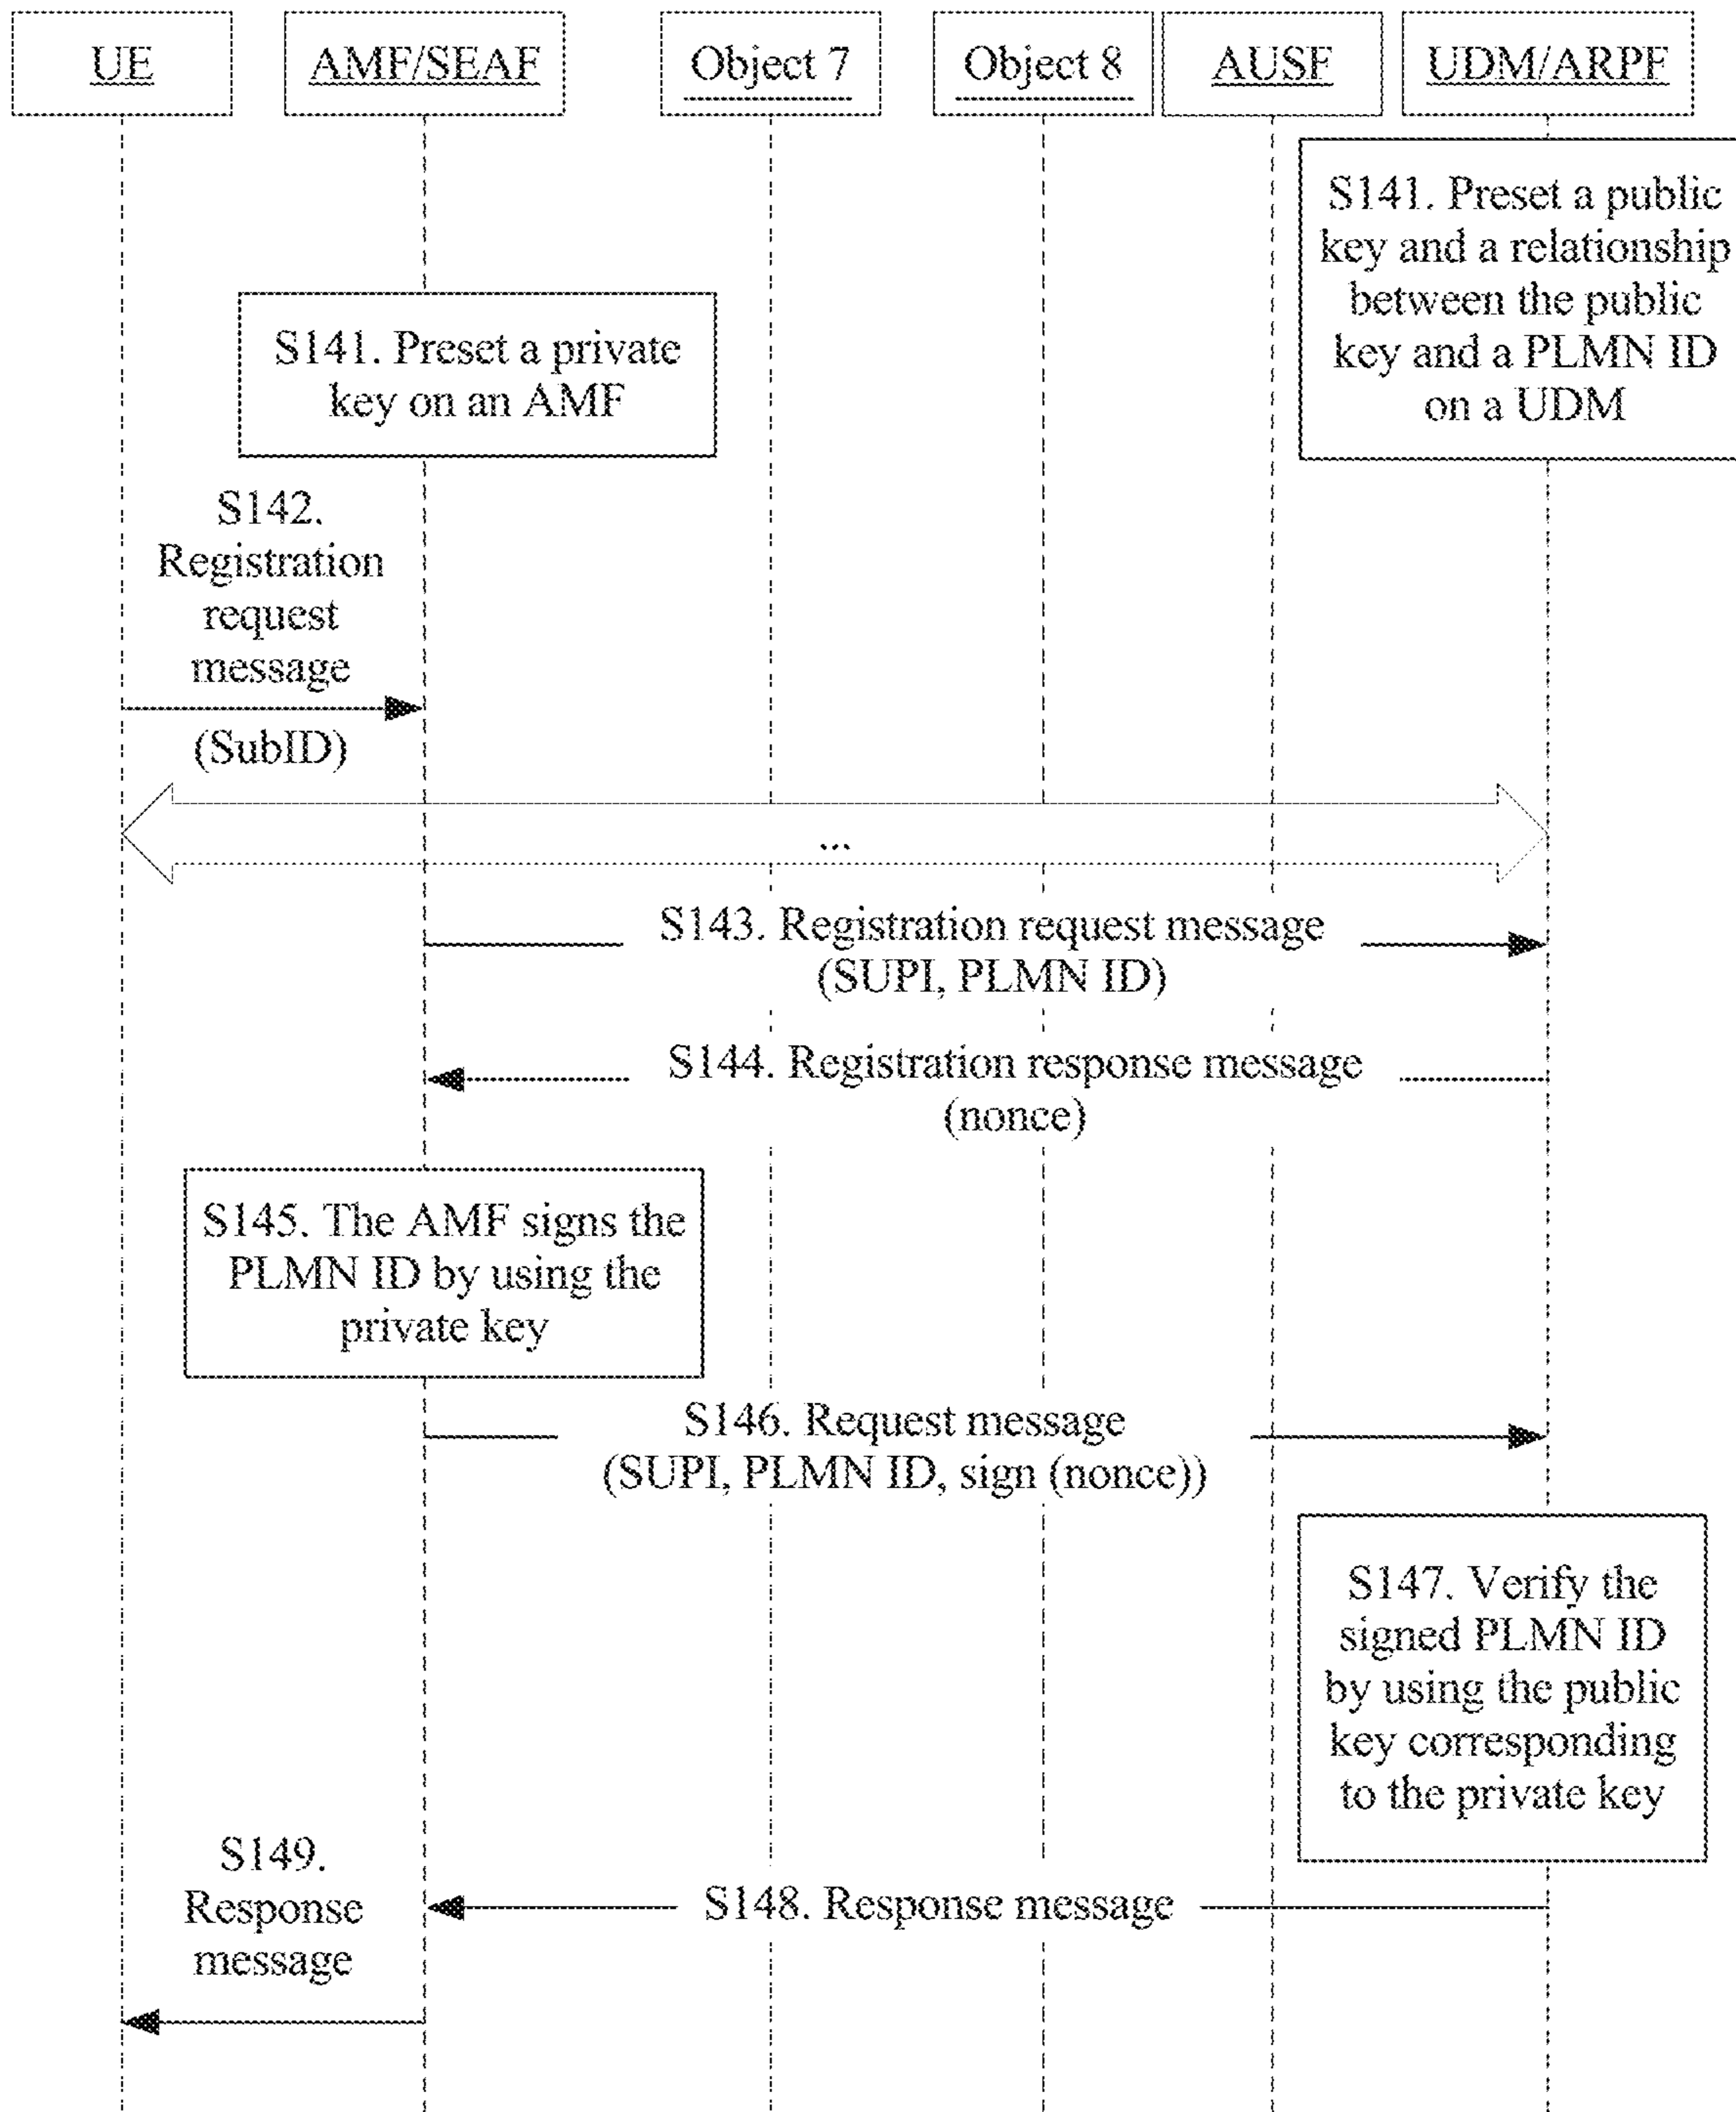 UE
AMF/SEAF
Object 7
Object 8
AUSF
UDM/ARPF
S141. Preset a public
key and a relationship
between the public
key and a PLMN ID
on a UDM
S141. Preset a private
key on an AMF
S142.
Registration
request
message
(SubID)
...
S143. Registration request message
(SUPI, PLMN ID)
S144. Registration response message
(nonce)
S145. The AMF signs the
PLMN ID by using the
private key
S146. Request message
(SUPI, PLMN ID, sign (nonce))
S147. Verify the
signed PLMN ID
by using the public
key corresponding
to the private key
S148. Response message
S149.
Response
message